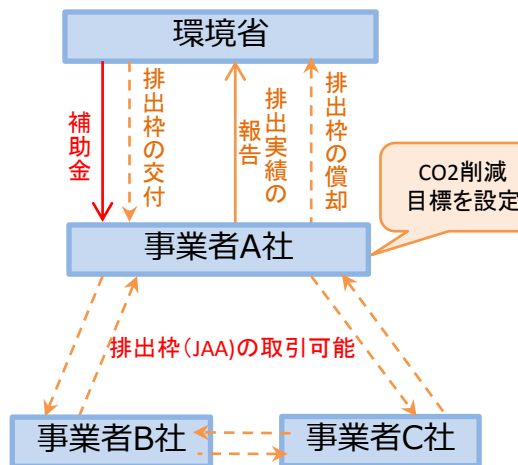 環境省
補助金
排出枠の交付
排出実績の
報告
排出枠の償却
CO2削減
目標を設定
事業者A社
排出枠(JAA)の取引可能
事業者B社
事業者C社